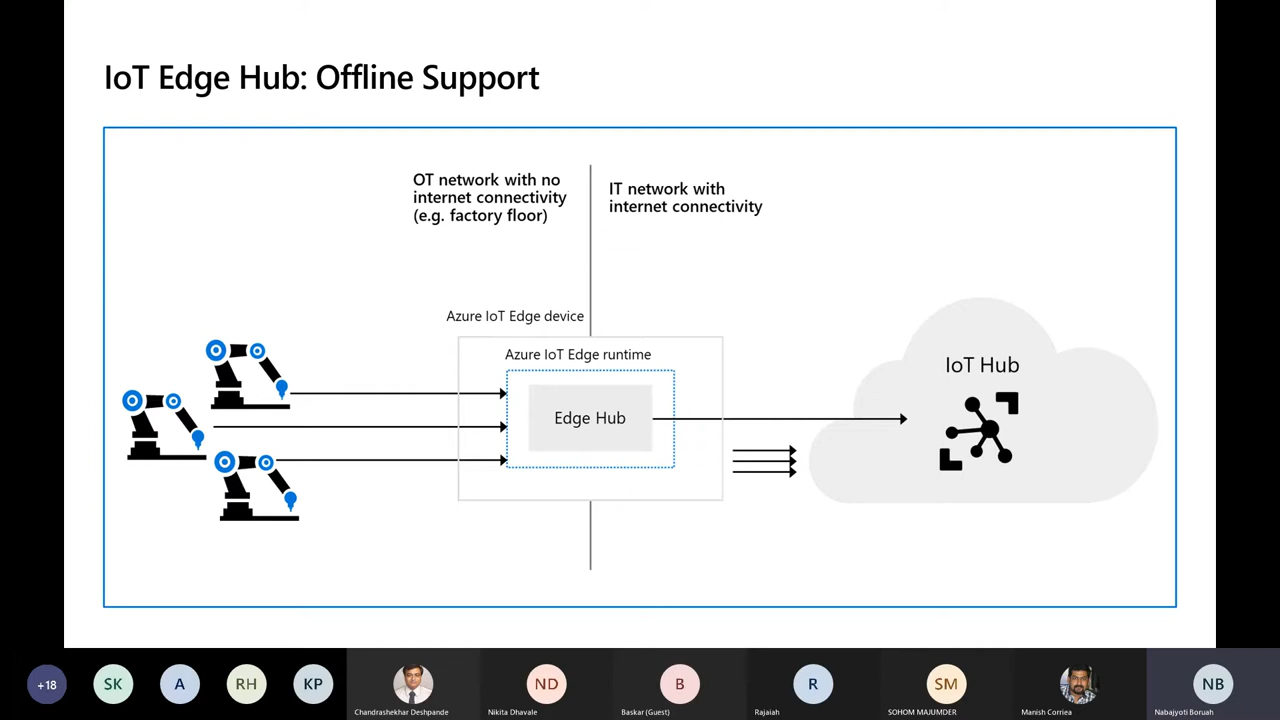 IoT Edge Hub: Offline Support
OT network with no
internet connectivity
(e.g. factory floor)
IT network with
internet connectivity
Azure IoT Edge device
Azure IoT Edge runtime
Edge Hub
IoT Hub
+18
SK
A
RH
KP
Chandrashekhar Deshpande
ND
Nikita Dhavale
B
Baskar (Guest)
R
Rajaiah
SM
SOHOM MAJUMDER
Manish Corriea
NB
Nabajyoti Boruah